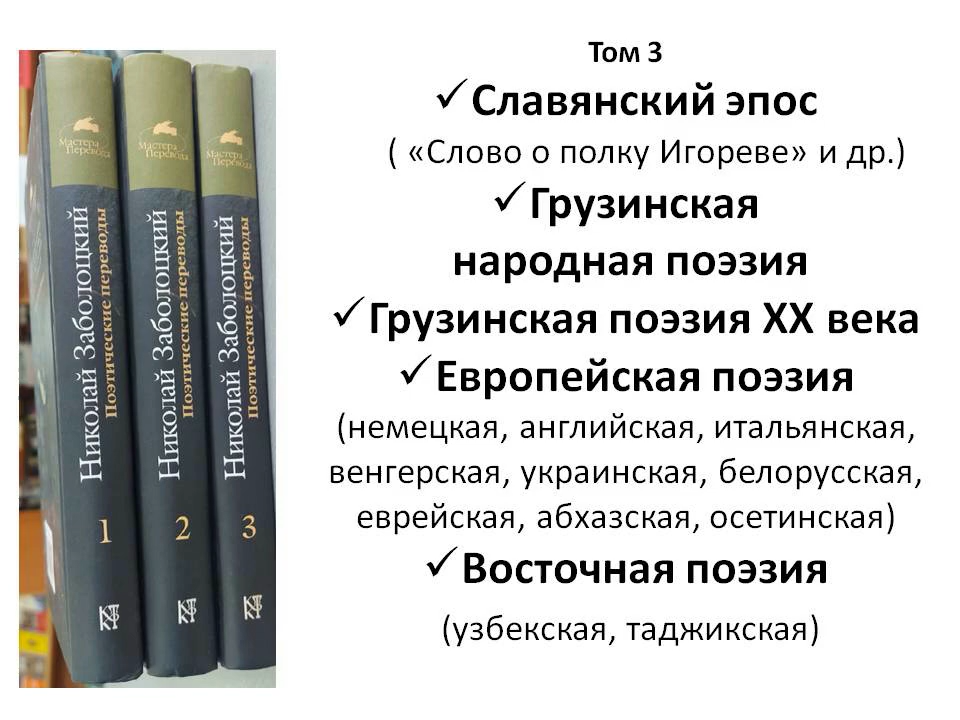 Том 3
✓Славянский эпос
( «Слово о полку Игореве» и др.)
✓Грузинская
народная поэзия
✓Грузинская поэзия XX века
✓Европейская поэзия
(немецкая, английская, итальянская,
венгерская, украинская, белорусская,
еврейская, абхазская, осетинская)
✓Восточная поэзия
(узбекская, таджикская)
Мастера
Перевода
Николай Заболоцкий
Поэтические переводы
1
Мастера
Перевода
Николай Заболоцкий
Поэтические переводы
2
Мастера
Перевода
Николай Заболоцкий
Поэтические переводы
3